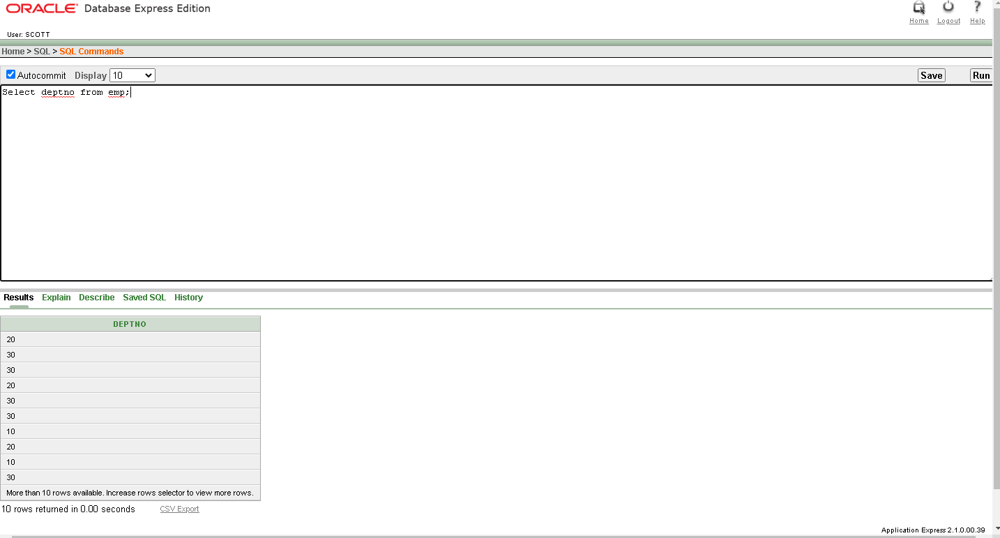 ORACLE Database Express Edition
Home Logout Help
User: SCOTT
Home > SQL > SQL Commands
Autocommit Display 10 Save Run
Select deptno from emp;
Results Explain Describe Saved SQL History
DEPTNO
20
30
30
20
30
30
10
20
10
30
More than 10 rows available. Increase rows selector to view more rows.
10 rows returned in 0.00 seconds CSV Export
Application Express 2.1.0.00.39